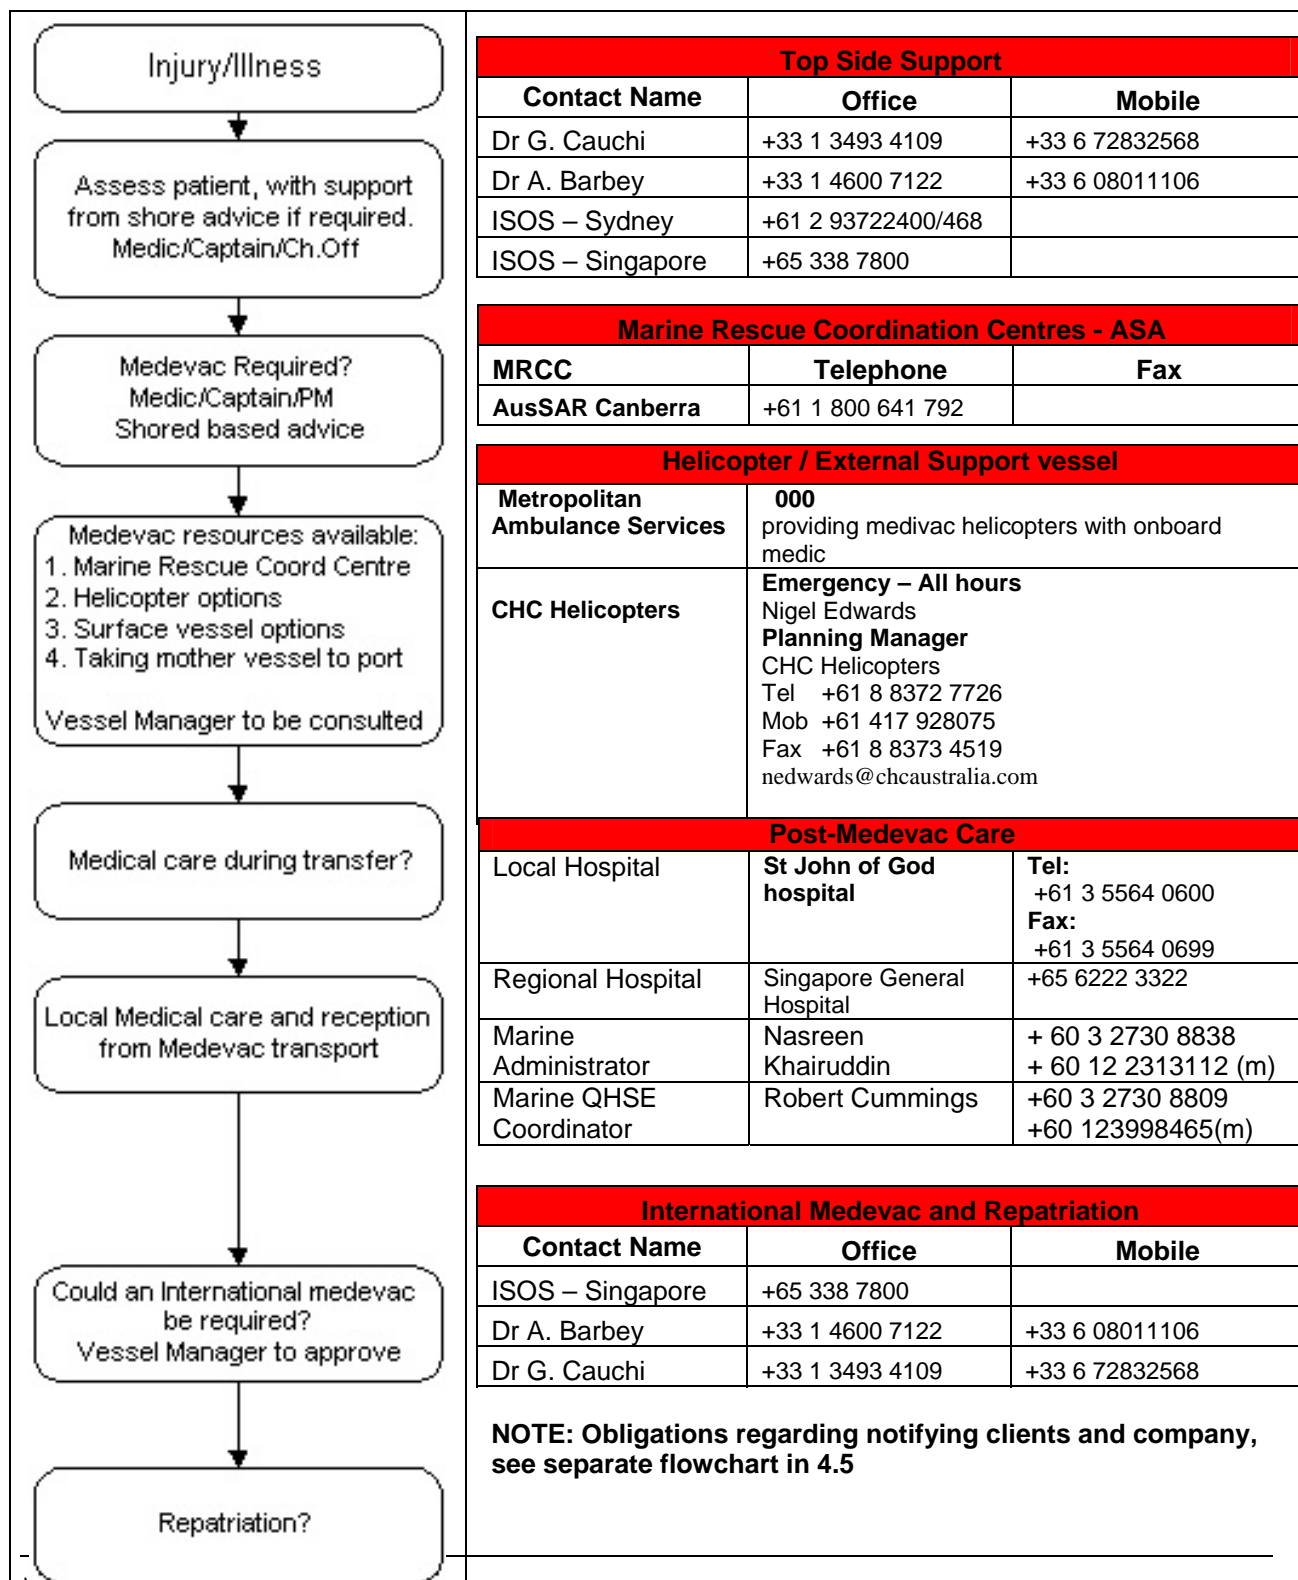 Injury/Illness
Assess patient, with support
from shore advice if required.
Medic/Captain/Ch.Off
Medevac Required?
Medic/Captain/PM
Shored based advice
Medevac resources available:
1. Marine Rescue Coord Centre
2. Helicopter options
3. Surface vessel options
4. Taking mother vessel to port
Vessel Manager to be consulted
Medical care during transfer?
Local Medical care and reception
from Medevac transport
Could an International medevac
be required?
Vessel Manager to approve
Repatriation?
Top Side Support
Contact Name Office Mobile
Dr G. Cauchi +33 1 3493 4109 +33 6 72832568
Dr A. Barbey +33 1 4600 7122 +33 6 08011106
ISOS – Sydney +61 2 93722400/468
ISOS – Singapore +65 338 7800
Marine Rescue Coordination Centres - ASA
MRCC Telephone Fax
AusSAR Canberra +61 1 800 641 792
Helicopter / External Support vessel
Metropolitan
Ambulance Services
000
providing medivac helicopters with onboard
medic
CHC Helicopters
Emergency – All hours
Nigel Edwards
Planning Manager
CHC Helicopters
Tel +61 8 8372 7726
Mob +61 417 928075
Fax +61 8 8373 4519
nedwards@chcaustralia.com
Post-Medevac Care
Local Hospital
St John of God
hospital
Tel:
+61 3 5564 0600
Fax:
+61 3 5564 0699
Regional Hospital
Singapore General
Hospital
+65 6222 3322
Marine
Administrator
Nasreen
Khairuddin
+ 60 3 2730 8838
+ 60 12 2313112 (m)
Marine QHSE
Coordinator
Robert Cummings
+60 3 2730 8809
+60 123998465(m)
International Medevac and Repatriation
Contact Name Office Mobile
ISOS – Singapore +65 338 7800
Dr A. Barbey +33 1 4600 7122 +33 6 08011106
Dr G. Cauchi +33 1 3493 4109 +33 6 72832568
NOTE: Obligations regarding notifying clients and company,
see separate flowchart in 4.5